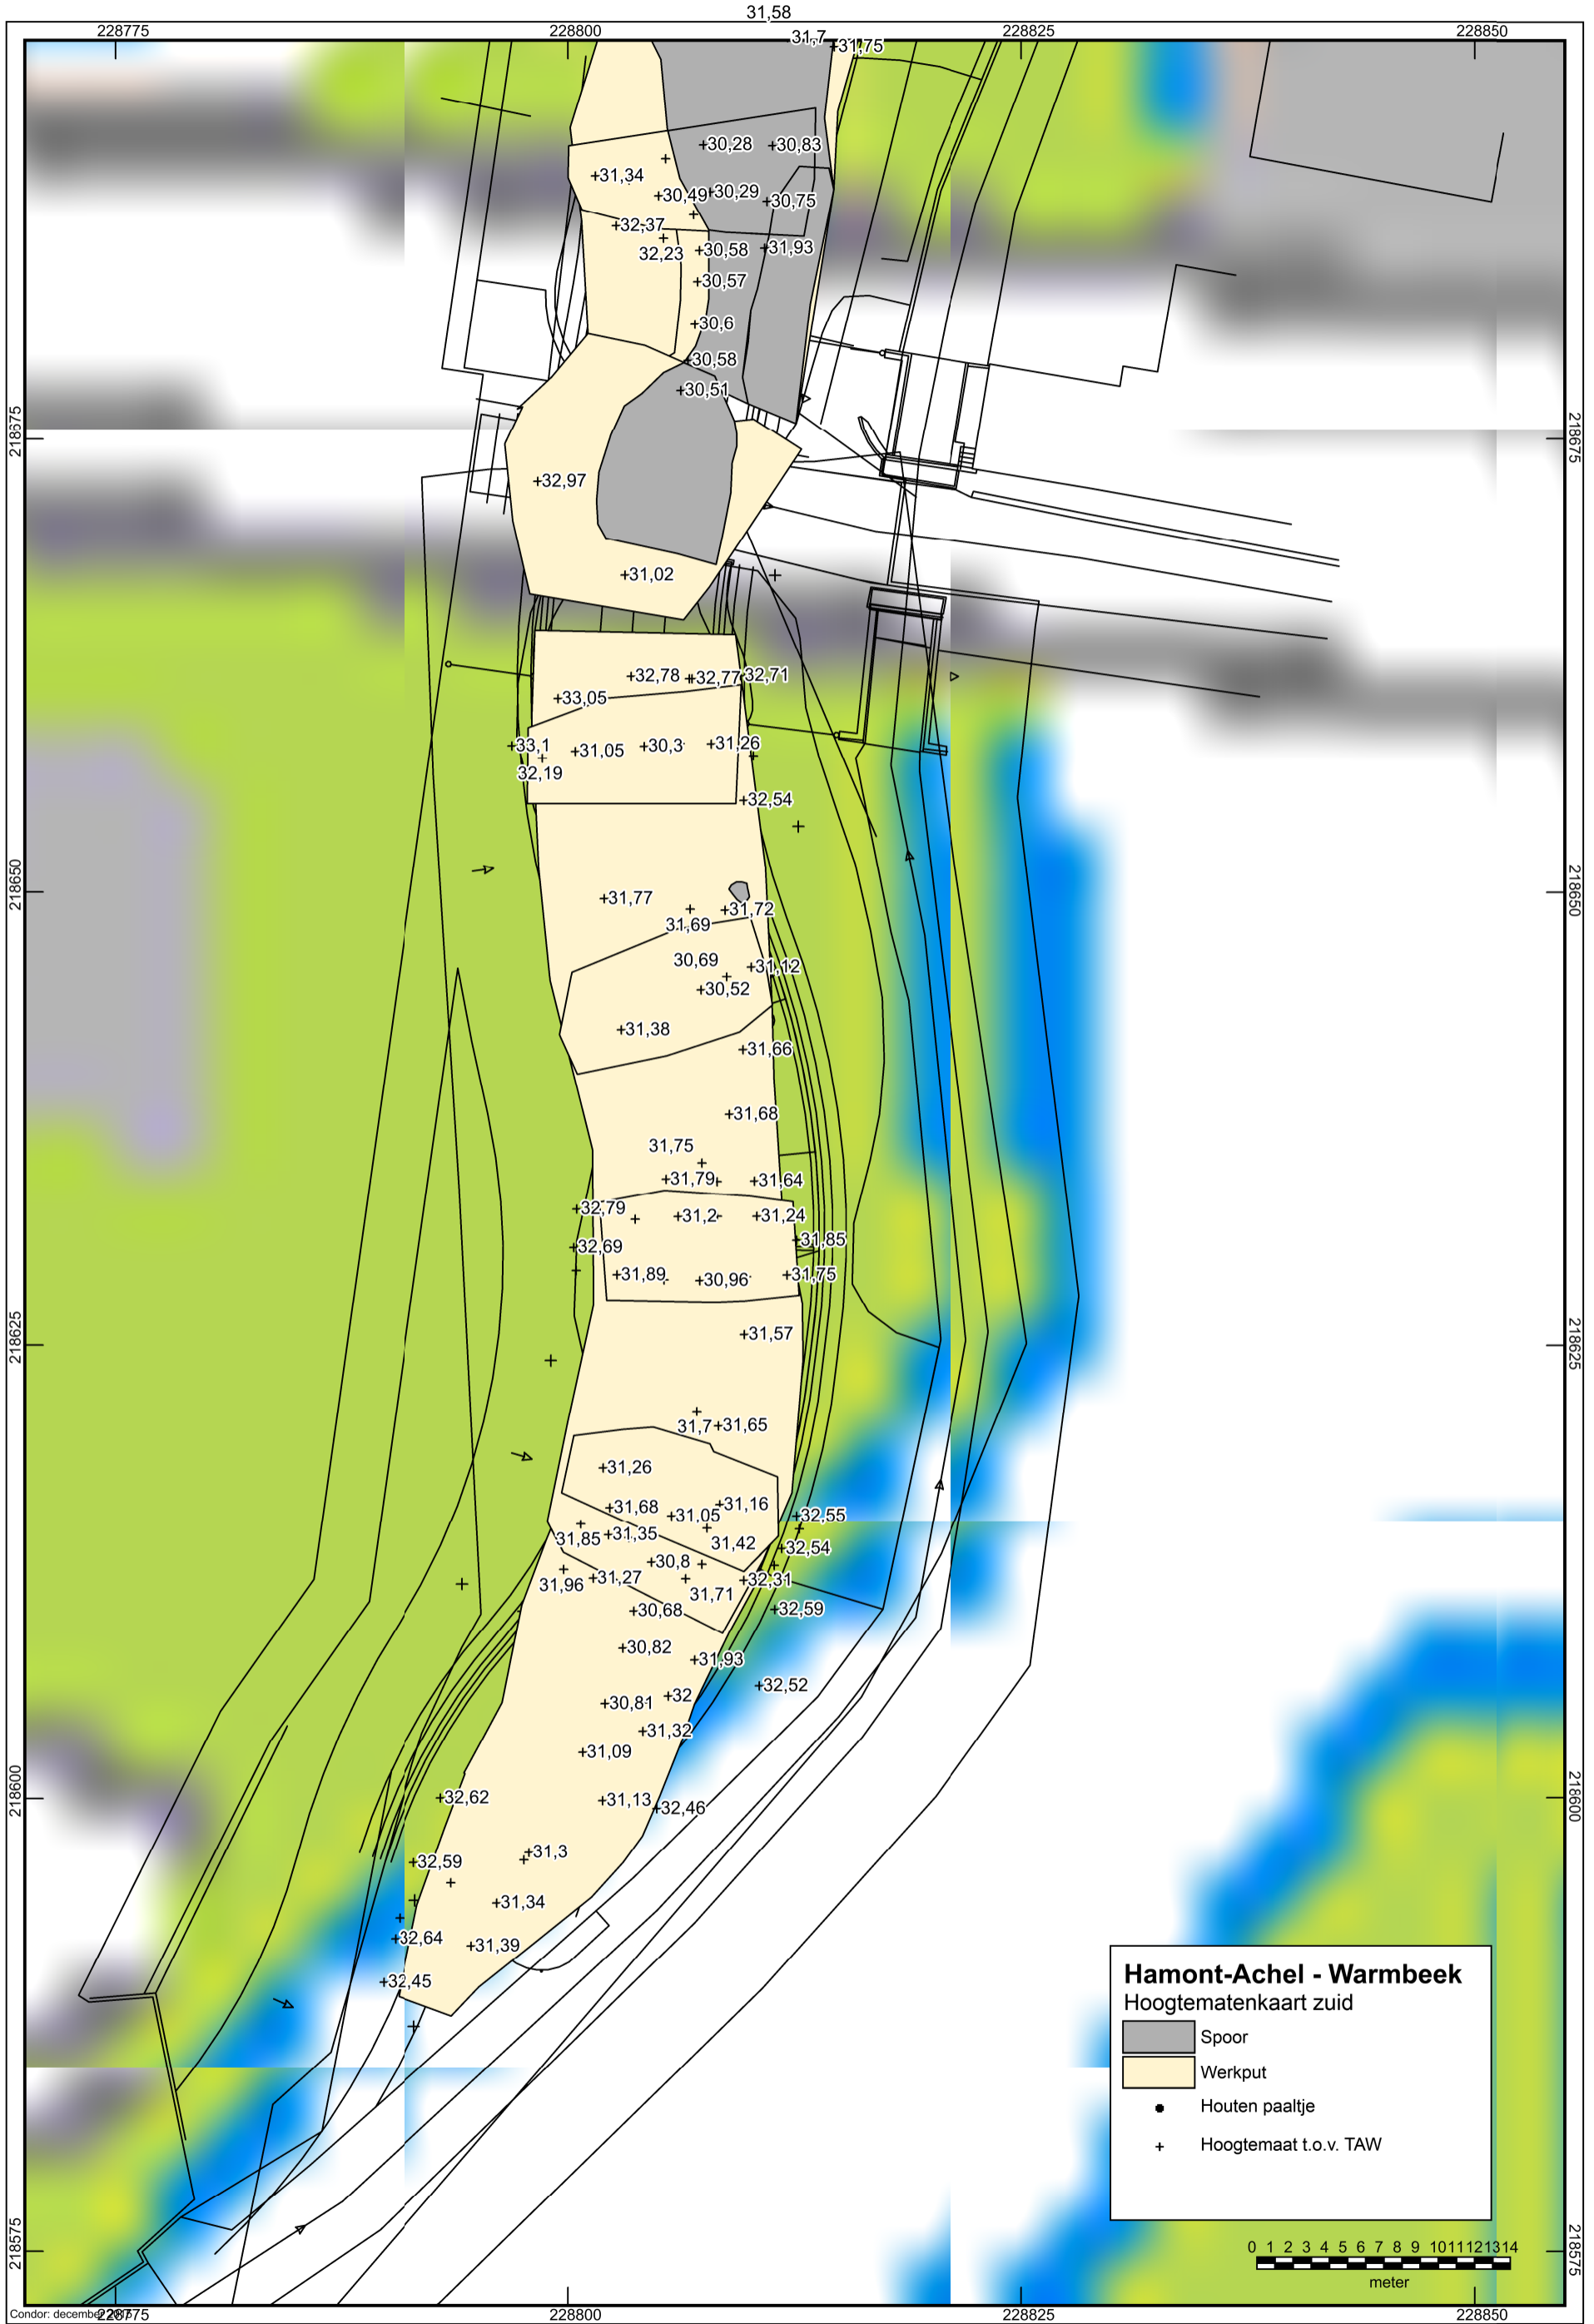 31,58
228775 228800 228825 228850
31,7 31,75
30,28 30,83
31,34
30,49 30,29 30,75
32,37
32,23 30,58 31,93
30,57
30,6
30,58
30,51
218675 218675
32,97
31,02
32,78 32,77 32,71
33,05
33,1 31,05 30,3 31,26
32,19
32,54
218650 218650
31,77
31,72
31,69
30,69 31,12
30,52
31,38
31,66
31,68
31,75
31,79 31,64
32,79 31,2 31,24
32,69 31,85
31,89 30,96 31,75
31,57
218625 218625
31,7 31,65
31,26
31,68 31,05 31,16 32,55
31,85 31,35 31,42 32,54
30,8
31,96 31,27 31,71 32,31
30,68 32,59
30,82 31,93
32,52
30,81 32
31,32
31,09
218600 218600
32,62 31,13 32,46
31,3
32,59
31,34
32,64 31,39
32,45
Hamont-Achel - Warmbeek
Hoogtematenkaart zuid
Spoor
Werkput
Houten paaltje
Hoogtemaat t.o.v. TAW
218575 218575
0 1 2 3 4 5 6 7 8 9 10 11 12 13 14
meter
Condor: december
228775 228800 228825 228850